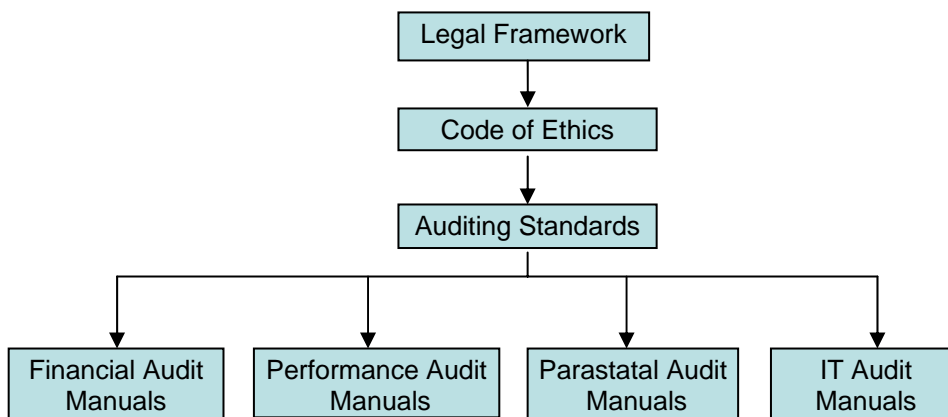 Legal Framework
Code of Ethics
Auditing Standards
Financial Audit
Manuals
Performance Audit
Manuals
Parastatal Audit
Manuals
IT Audit
Manuals